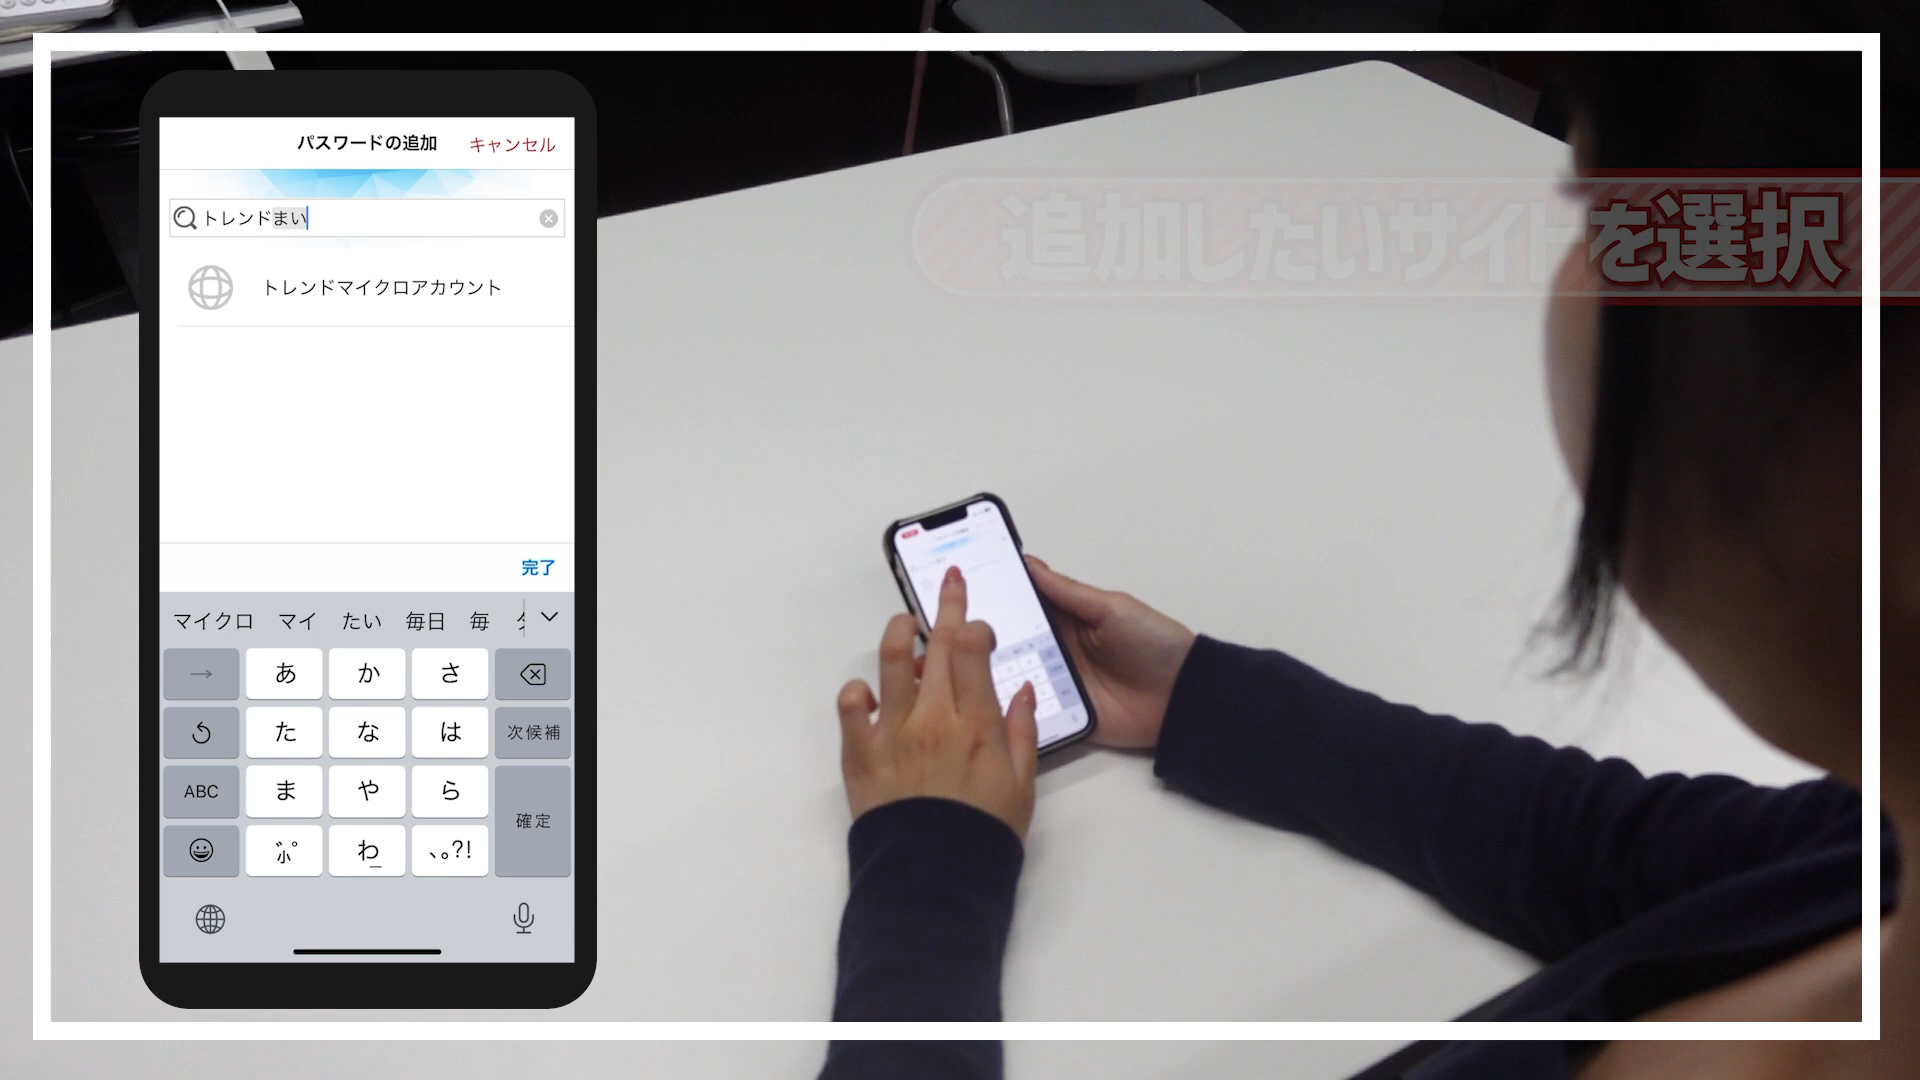 パスワードの追加 キャンセル
トレンドまい
トレンドマイクロアカウント
完了
マイクロ マイ たい 毎日 毎
→ あ か さ
た な は 次候補
ABC ま や ら 確定
小゛゜ わ 、。?!
追加したいサイトを選択